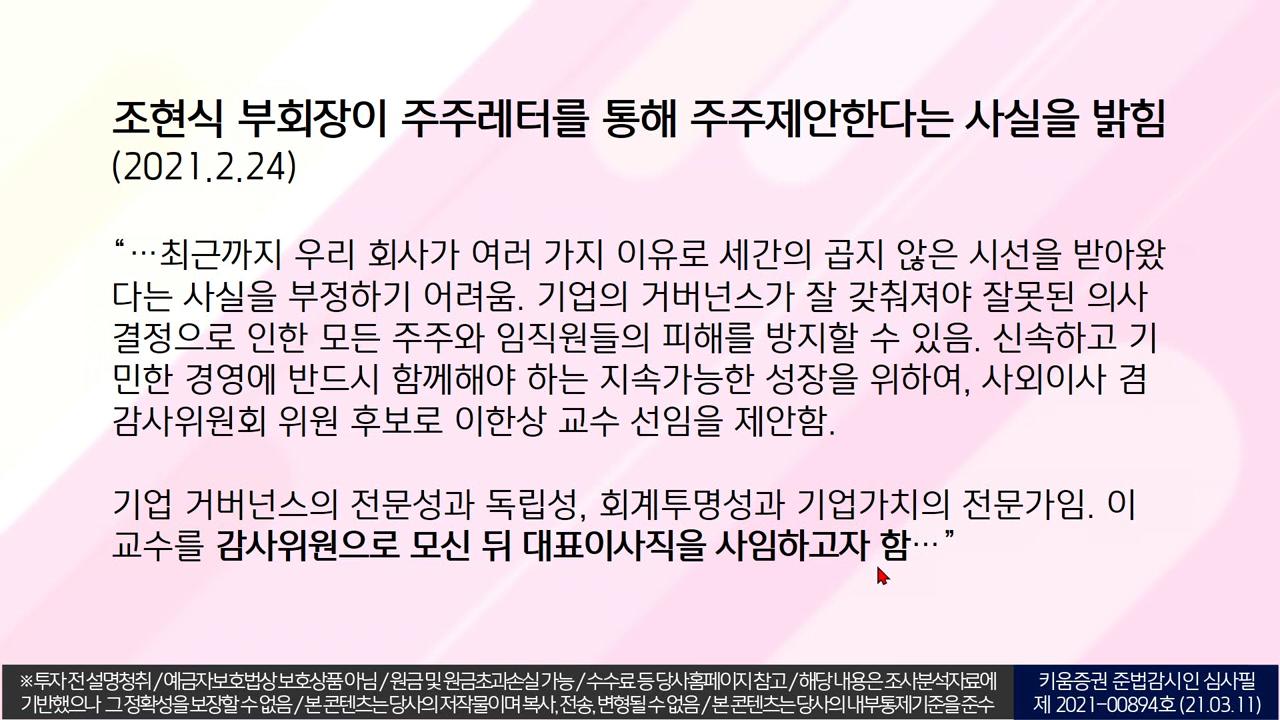 조현식 부회장이 주주레터를 통해 주주제안한다는 사실을 밝힘
(2021.2.24)
“…최근까지 우리 회사가 여러 가지 이유로 세간의 곱지 않은 시선을 받아왔
다는 사실을 부정하기 어려움. 기업의 거버넌스가 잘 갖춰져야 잘못된 의사
결정으로 인한 모든 주주와 임직원들의 피해를 방지할 수 있음. 신속하고 기
민한 경영에 반드시 함께해야 하는 지속가능한 성장을 위하여, 사외이사 겸
감사위원회 위원 후보로 이한상 교수 선임을 제안함.
기업 거버넌스의 전문성과 독립성, 회계투명성과 기업가치의 전문가임. 이
교수를 감사위원으로 모신 뒤 대표이사직을 사임하고자 함…”
※ 투자 전 설명청취 / 예금자보호법상 보호상품 아님 / 원금 및 원금초과손실 가능 / 수수료 등 당사홈페이지 참고 / 해당 내용은 조사분석자료에
기반했으나 그 정확성을 보장할 수 없음 / 본 콘텐츠는 당사의 저작물이며 복사, 전송, 변형될 수 없음 / 본 콘텐츠는 당사의 내부통제기준을 준수
키움증권 준법감시인 심사필
제 2021-00894호 (21.03.11)